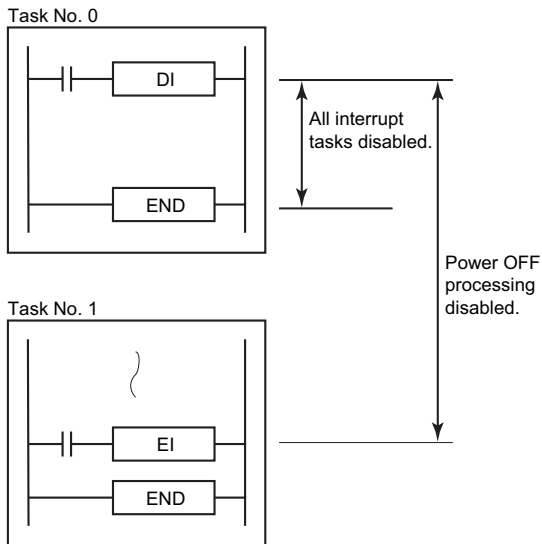 Task No. 0
DI
All interrupt
tasks disabled.
END
Power OFF
processing
disabled.
Task No. 1
EI
END